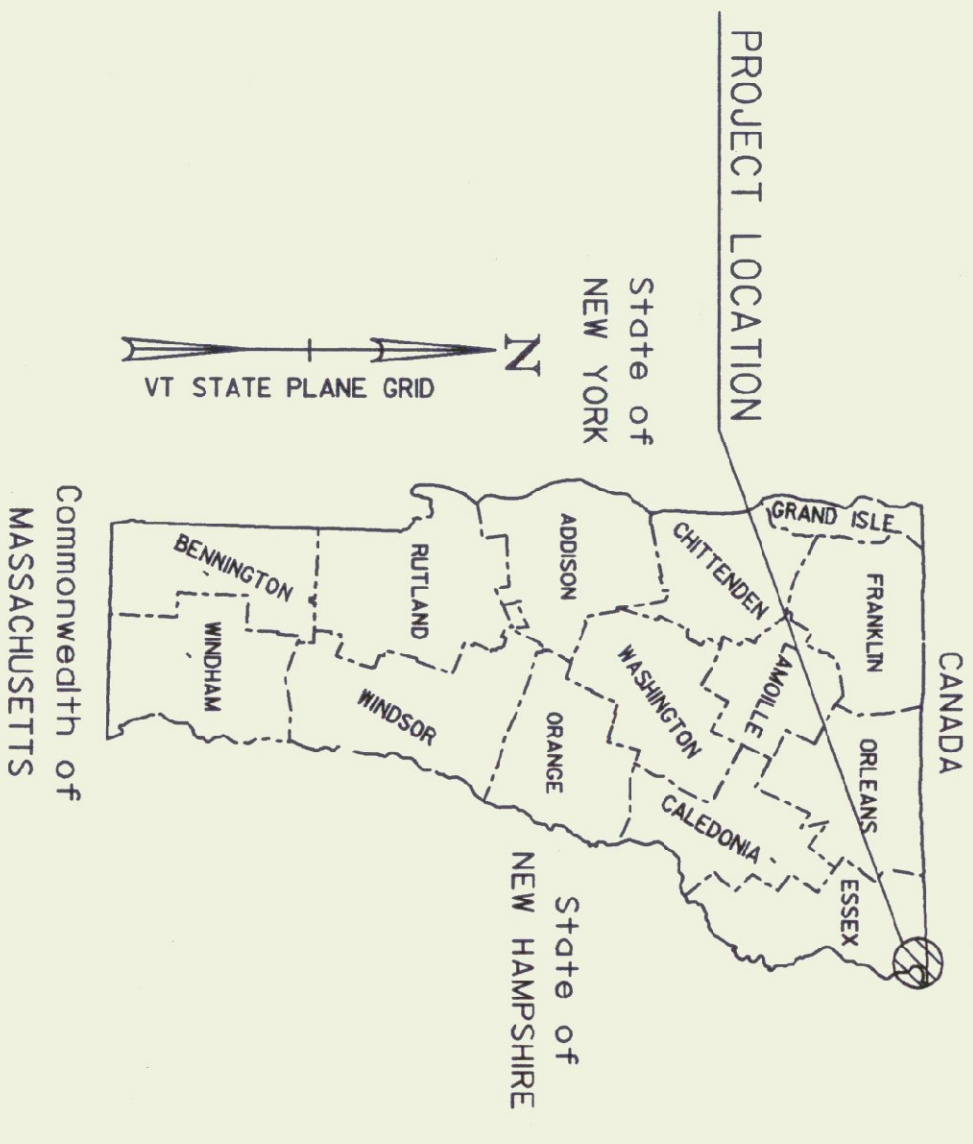 CANADA
GRAND ISLE
FRANKLIN
ORLEANS
ESSEX
CHITTENDEN
LAMOILLE
CALEDONIA
WASHINGTON
ADDISON
ORANGE
RUTLAND
WINDSOR
BENNINGTON
WINDHAM
PROJECT LOCATION
State of
NEW YORK
N
VT STATE PLANE GRID
State of
NEW HAMPSHIRE
Commonwealth of
MASSACHUSETTS